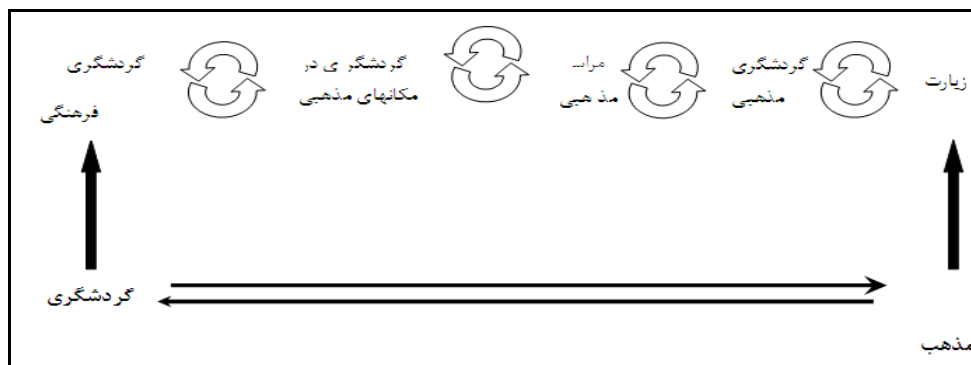 زیارت
گردشگری
مذهبی
مراسـ
مذهبی
گردشگری در
مکانهای مذهبی
گردشگری
فرهنگی
گردشگری
مذهب